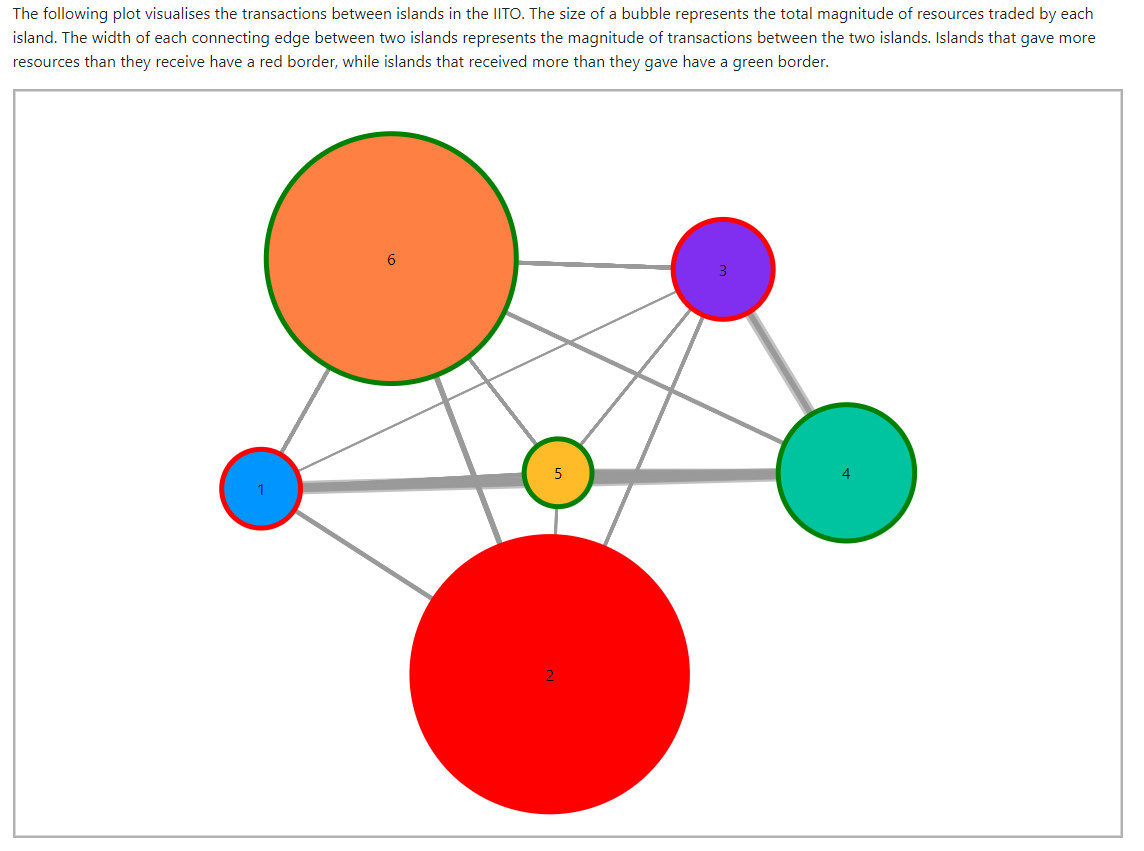 The following plot visualises the transactions between islands in the IITO. The size of a bubble represents the total magnitude of resources traded by each
island. The width of each connecting edge between two islands represents the magnitude of transactions between the two islands. Islands that gave more
resources than they receive have a red border, while islands that received more than they gave have a green border.
6
3
5
4
1
2